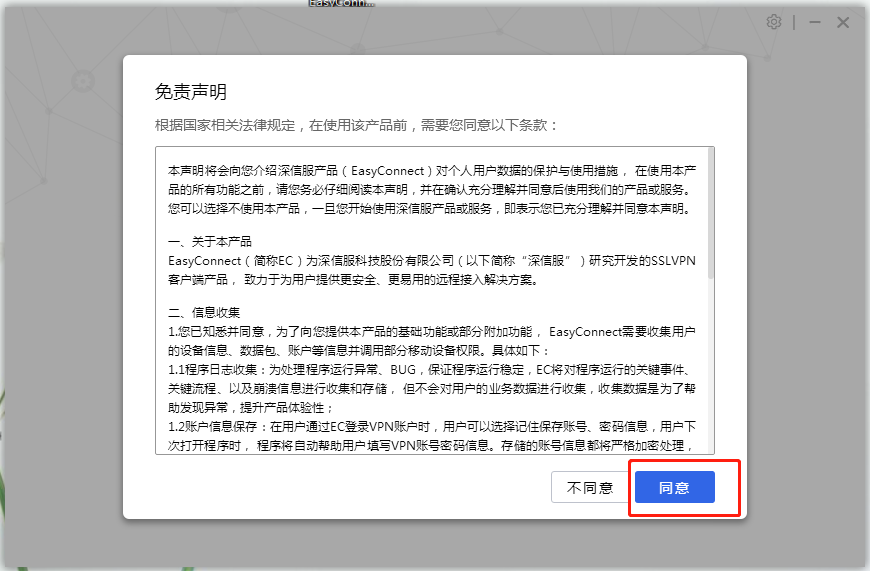 EasyConn...
免责声明
根据国家相关法律规定，在使用该产品前，需要您同意以下条款：
本声明将会向您介绍深信服产品（EasyConnect）对个人用户数据的保护与使用措施， 在使用本产
品的所有功能之前，请您务必仔细阅读本声明，并在确认充分理解并同意后使用我们的产品或服务。
您可以选择不使用本产品，一旦您开始使用深信服产品或服务，即表示您已充分理解并同意本声明。
一、关于本产品
EasyConnect（简称EC）为深信服科技股份有限公司（以下简称“深信服”）研究开发的SSLVPN
客户端产品， 致力于为用户提供更安全、更易用的远程接入解决方案。
二、信息收集
1.您已知悉并同意，为了向您提供本产品的基础功能或部分附加功能， EasyConnect需要收集用户
的设备信息、数据包、账户等信息并调用部分移动设备权限。具体如下：
1.1程序日志收集：为处理程序运行异常、BUG，保证程序运行稳定，EC将对程序运行的关键事件、
关键流程、以及崩溃信息进行收集和存储， 但不会对用户的业务数据进行收集，收集数据是为了帮
助发现异常，提升产品体验性；
1.2账户信息保存：在用户通过EC登录VPN账户时，用户可以选择记住保存账号、密码信息，用户下
次打开程序时， 程序将自动帮助用户填写VPN账号密码信息。存储的账号信息都将严格加密处理，
不同意
同意